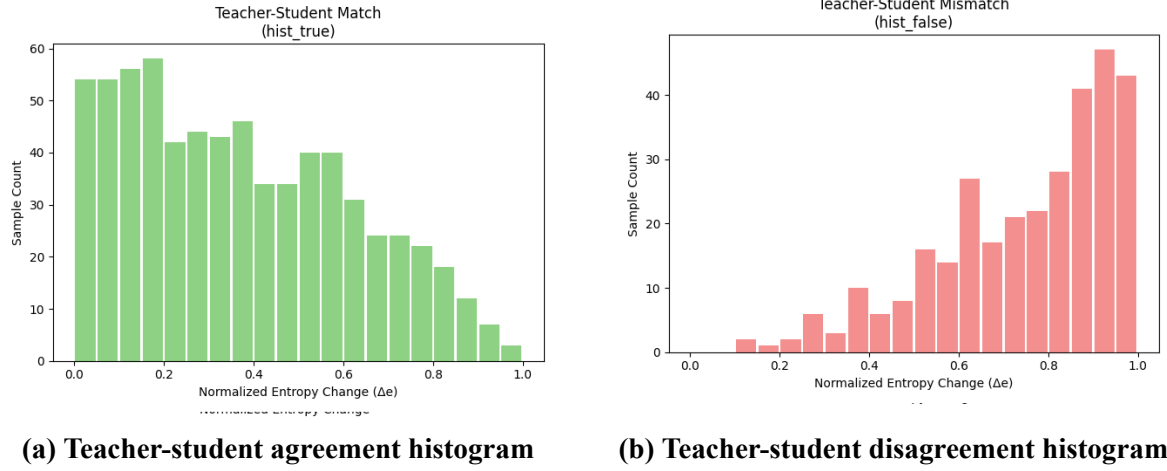 Teacher-Student Match
(hist_true)
60
50
40
30
20
10
0
Sample Count
0.0 0.2 0.4 0.6 0.8 1.0
Normalized Entropy Change (Δe)
Normalized Entropy Change
(a) Teacher-student agreement histogram
Teacher-Student Mismatch
(hist_false)
40
30
20
10
0
Sample Count
0.0 0.2 0.4 0.6 0.8 1.0
Normalized Entropy Change (Δe)
(b) Teacher-student disagreement histogram